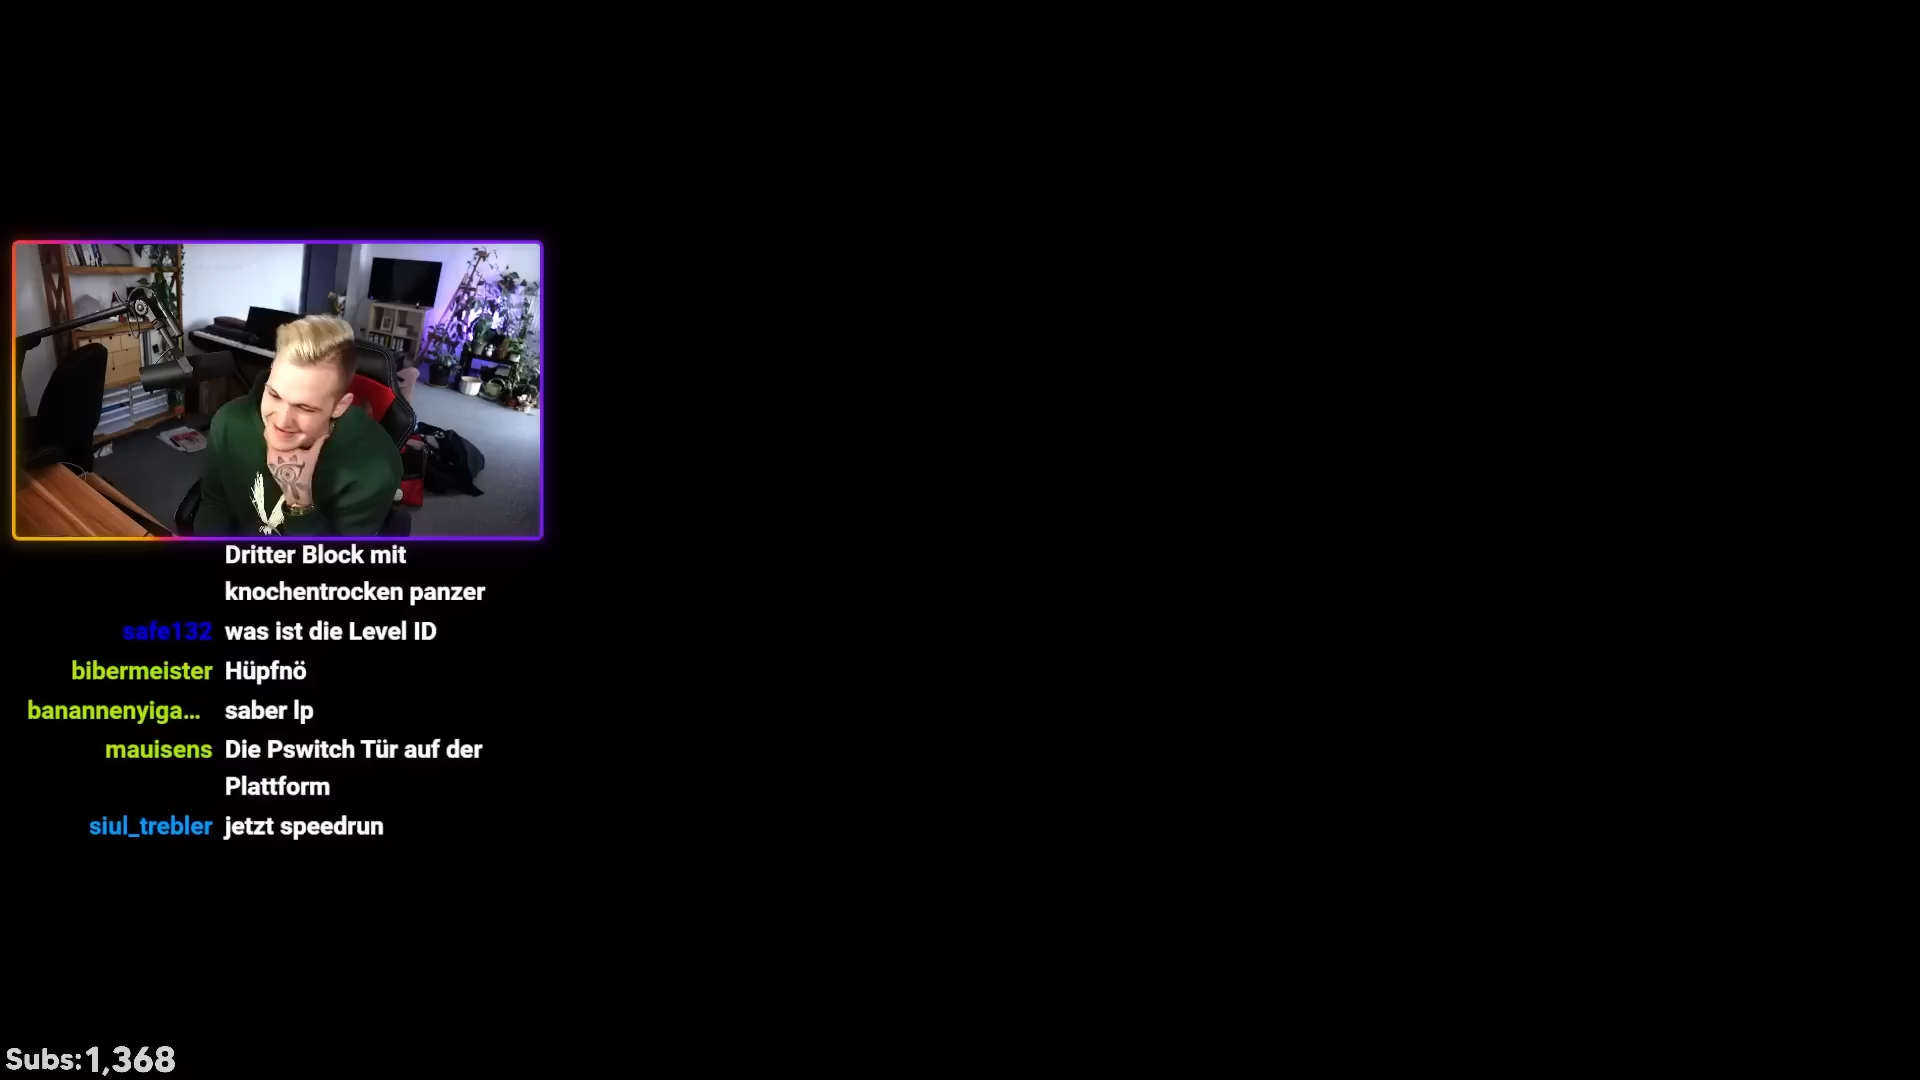 Dritter Block mit
knochentrocken panzer
safe132 was ist die Level ID
bibermeister Hüpfnö
banannenyiga... saber lp
mauisens Die Pswitch Tür auf der
Plattform
siul_trebler jetzt speedrun
Subs:1,368